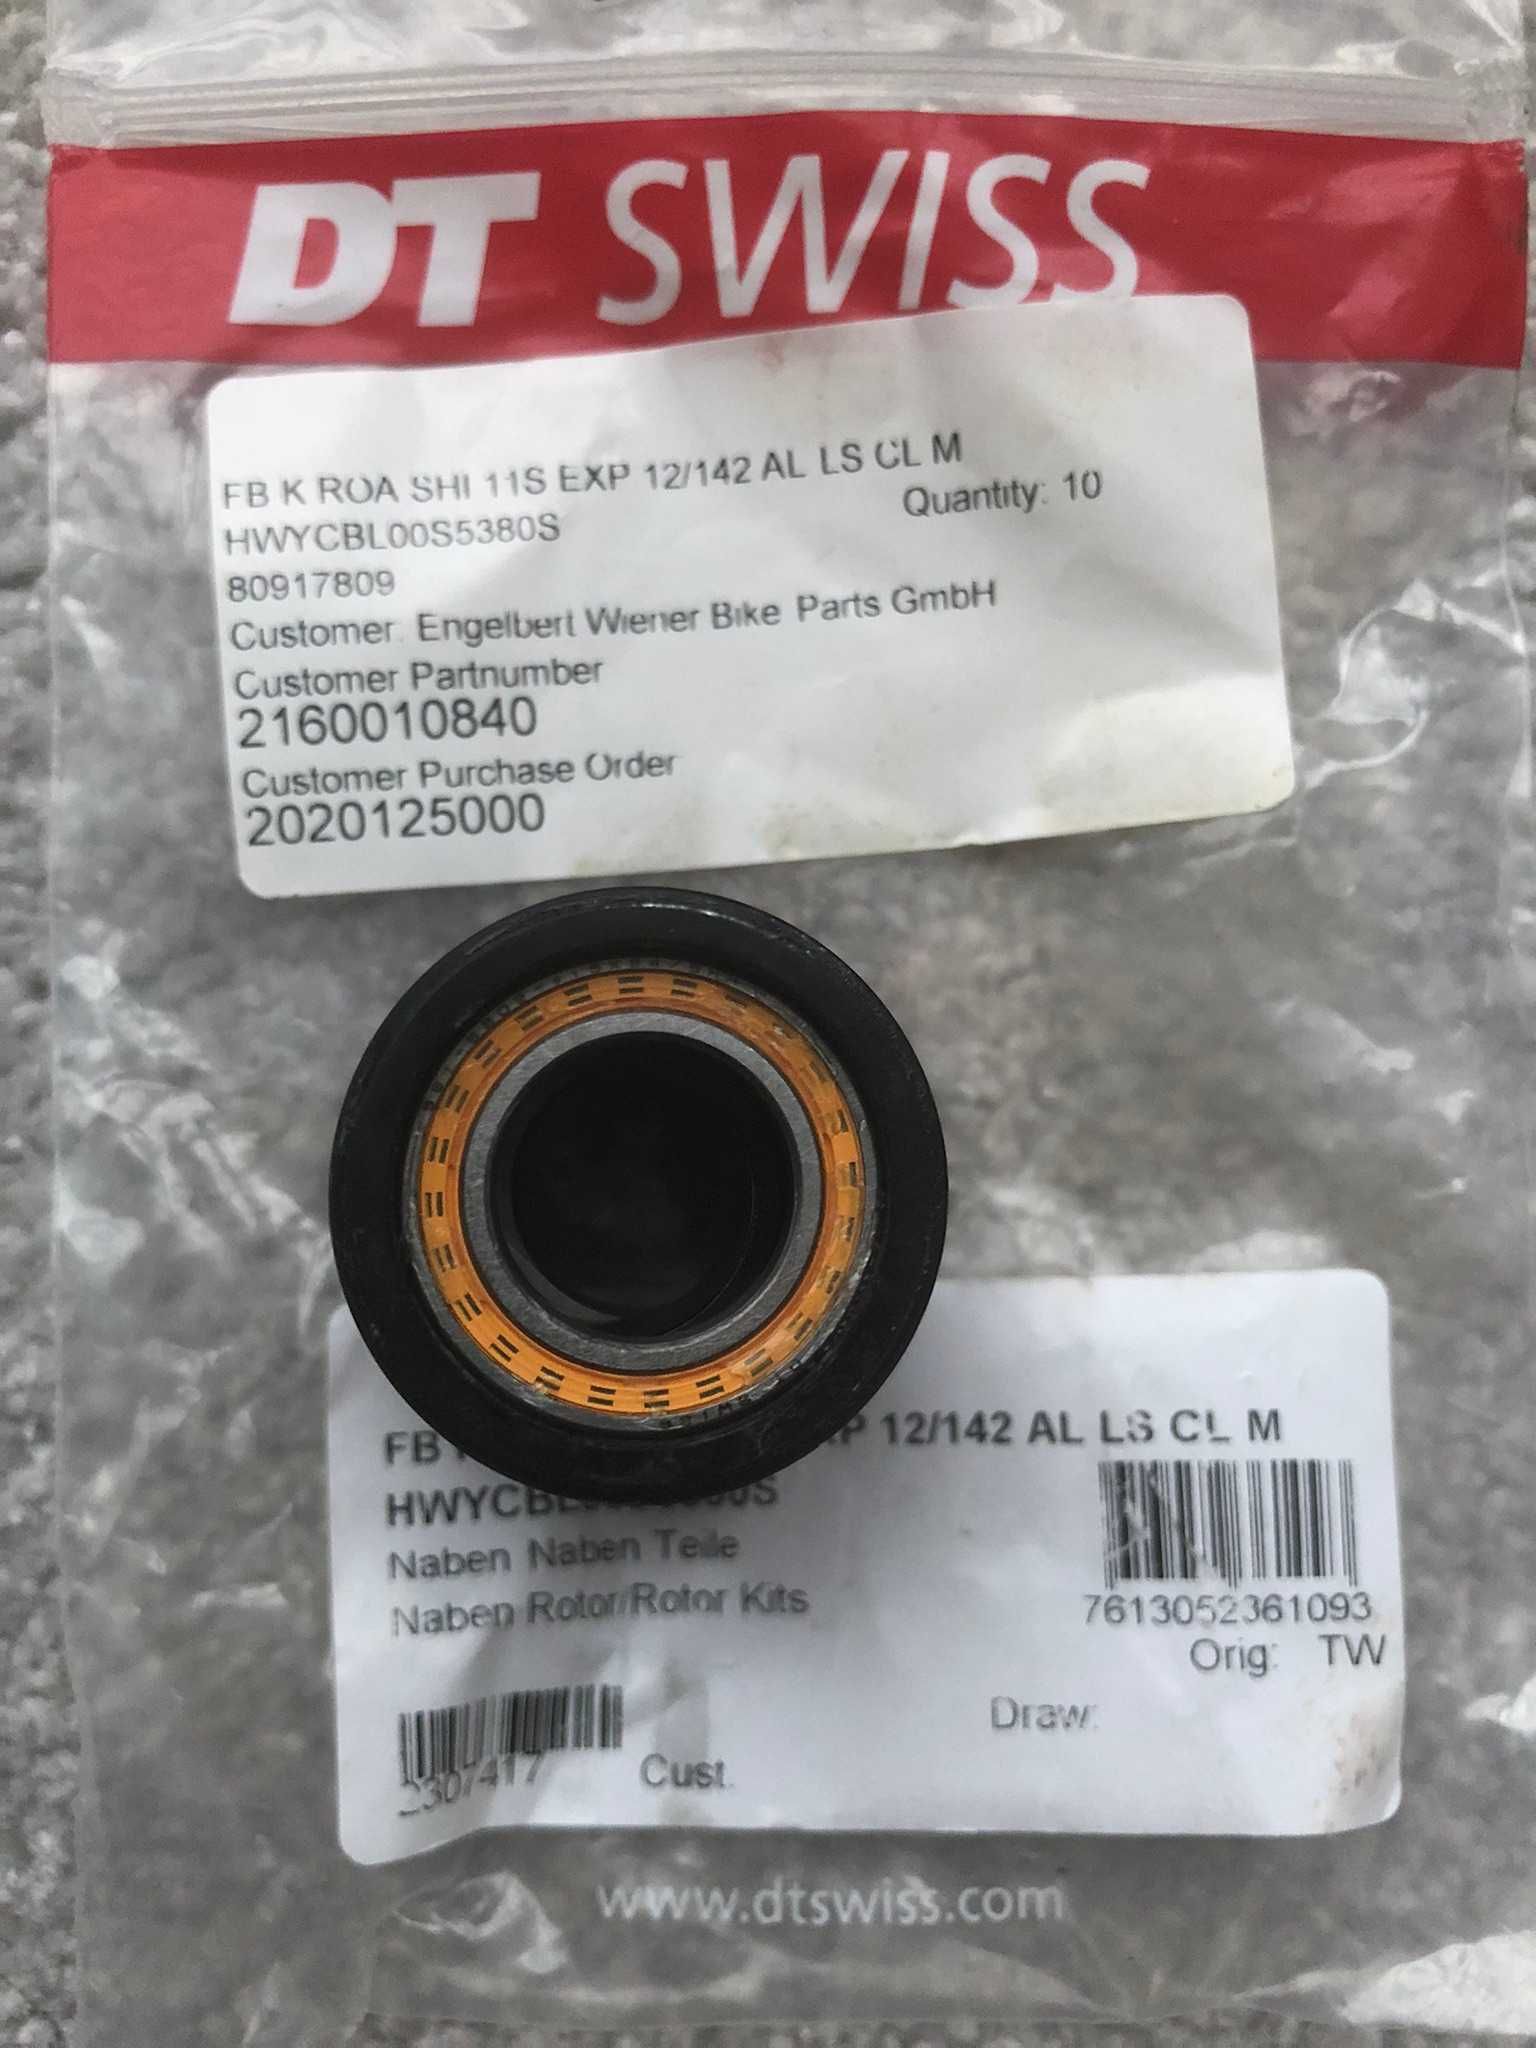 DT SWISS
FB K ROA SHI 11S EXP 12/142 AL LS CL M
HWYCBL00S5380S
Quantity: 10
80917809
Customer: Engelbert Wiener Bike Parts GmbH
Customer Partnumber
2160010840
Customer Purchase Order
2020125000
FB 12/142 AL LS CL M
Naben Naben Teile
Naben Rotor/Rotor Kits
7613052361093
Orig: TW
Draw:
2307417
Cust.
www.dtswiss.com